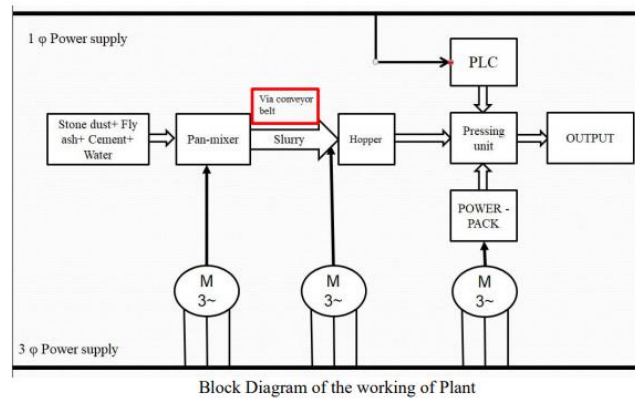 1 φ Power supply
PLC
Via conveyor
belt
Stone dust+ Fly
ash+ Cement+
Water
Pan-mixer
Slurry
Hopper
Pressing
unit
OUTPUT
POWER -
PACK
M
3~
M
3~
M
3~
3 φ Power supply
Block Diagram of the working of Plant